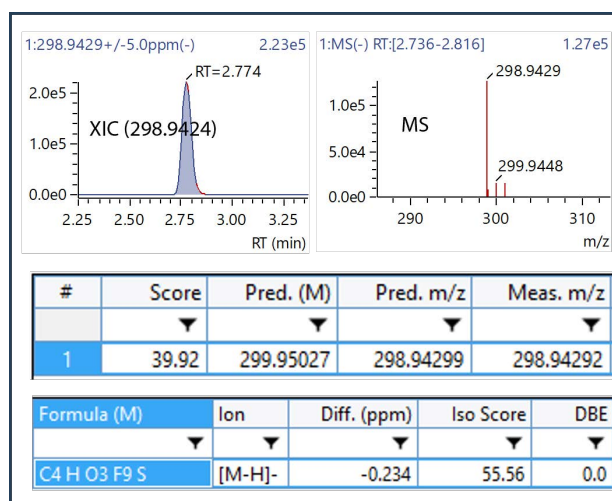 1:298.9429+/-5.0ppm(-) 2.23e5
RT=2.774
2.0e5
XIC (298.9424)
1.0e5
0.0e0
2.25 2.50 2.75 3.00 3.25
RT (min)
1:MS(-) RT:[2.736-2.816] 1.27e5
298.9429
1.0e5
MS
5.0e4
299.9448
0.0e0
290 300 310
m/z
# Score Pred. (M) Pred. m/z Meas. m/z
1 39.92 299.95027 298.94299 298.94292
Formula (M) Ion Diff. (ppm) Iso Score DBE
C4 H O3 F9 S [M-H]- -0.234 55.56 0.0